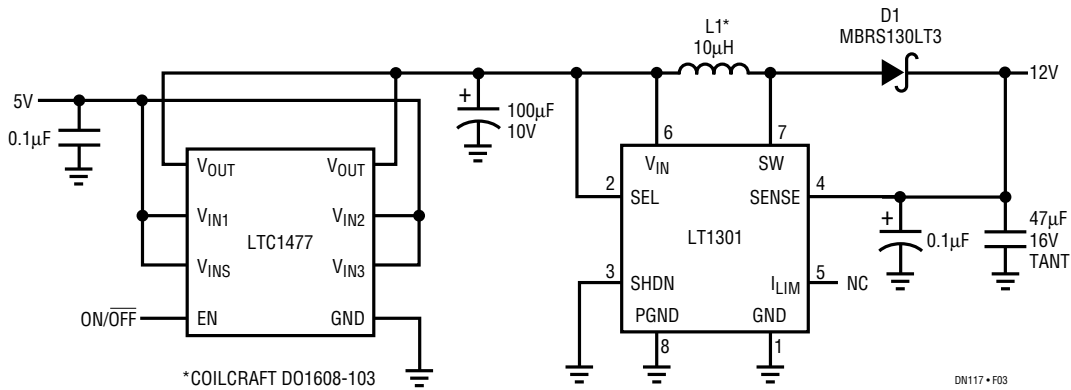 L1*
10µH
D1
MBRS130LT3
5V
0.1µF
+
100µF
10V
12V
6
7
VOUT
VOUT
VIN1
VIN2
LTC1477
VINS
VIN3
ON/OFF
EN
GND
VIN
SW
2
SEL
SENSE
4
LT1301
3
SHDN
ILIM
5
NC
PGND
GND
8
1
+
0.1µF
47µF
16V
TANT
*COILCRAFT DO1608-103
DN117 • F03